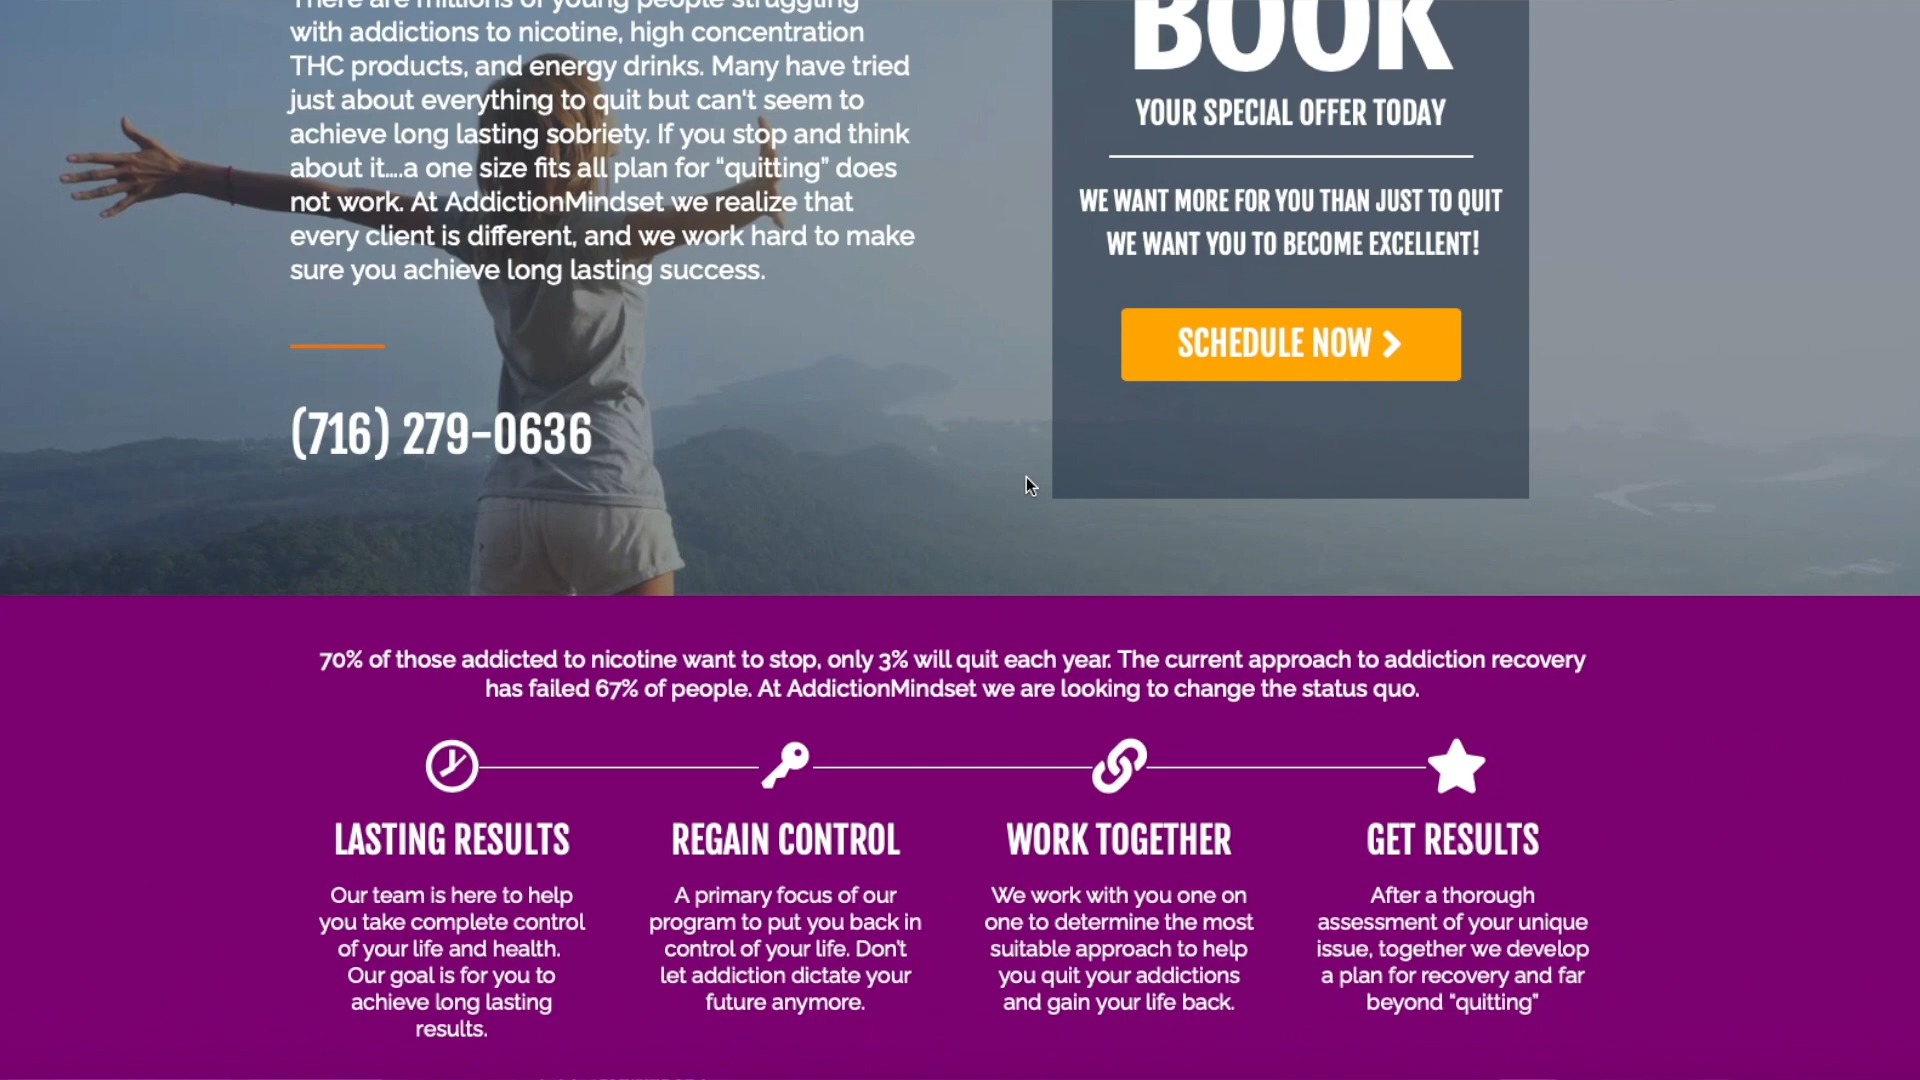 There are millions of young people struggling
with addictions to nicotine, high concentration
THC products, and energy drinks. Many have tried
just about everything to quit but can't seem to
achieve long lasting sobriety. If you stop and think
about it....a one size fits all plan for “quitting” does
not work. At AddictionMindset we realize that
every client is different, and we work hard to make
sure you achieve long lasting success.
(716) 279-0636
BOOK
YOUR SPECIAL OFFER TODAY
WE WANT MORE FOR YOU THAN JUST TO QUIT
WE WANT YOU TO BECOME EXCELLENT!
SCHEDULE NOW
70% of those addicted to nicotine want to stop, only 3% will quit each year. The current approach to addiction recovery
has failed 67% of people. At AddictionMindset we are looking to change the status quo.
LASTING RESULTS
Our team is here to help
you take complete control
of your life and health.
Our goal is for you to
achieve long lasting
results.
REGAIN CONTROL
A primary focus of our
program to put you back in
control of your life. Don't
let addiction dictate your
future anymore.
WORK TOGETHER
We work with you one on
one to determine the most
suitable approach to help
you quit your addictions
and gain your life back.
GET RESULTS
After a thorough
assessment of your unique
issue, together we develop
a plan for recovery and far
beyond "quitting"